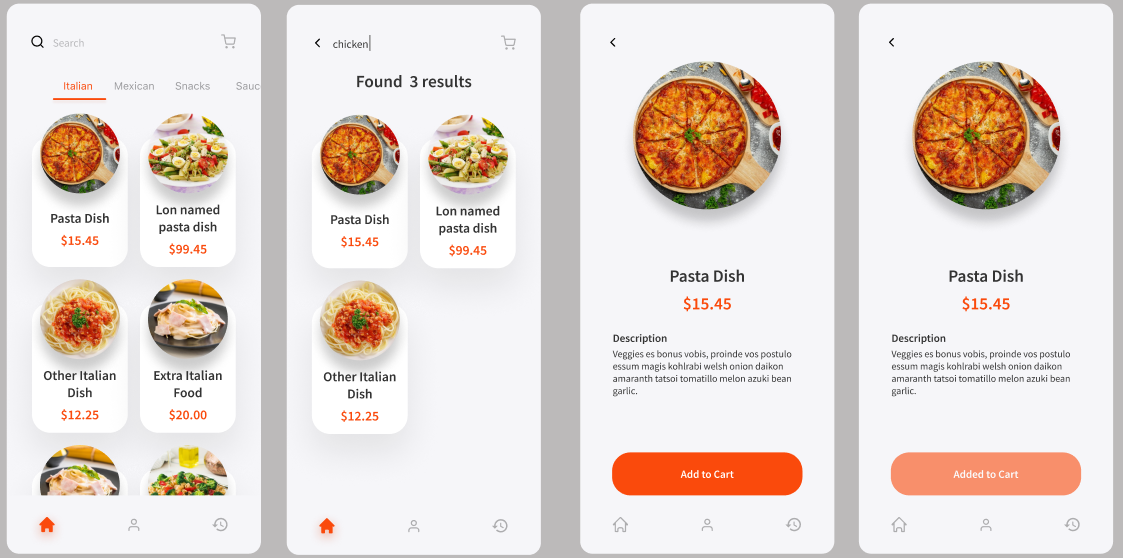 Search
Italian Mexican Snacks Sauc
Pasta Dish
$15.45
Lon named
pasta dish
$99.45
Other Italian
Dish
$12.25
Extra Italian
Food
$20.00
chicken
Found 3 results
Pasta Dish
$15.45
Lon named
pasta dish
$99.45
Other Italian
Dish
$12.25
Pasta Dish
$15.45
Description
Veggies es bonus vobis, proinde vos postulo
essum magis kohlrabi welsh onion daikon
amaranth tatsoi tomatillo melon azuki bean
garlic.
Add to Cart
Pasta Dish
$15.45
Description
Veggies es bonus vobis, proinde vos postulo
essum magis kohlrabi welsh onion daikon
amaranth tatsoi tomatillo melon azuki bean
garlic.
Added to Cart